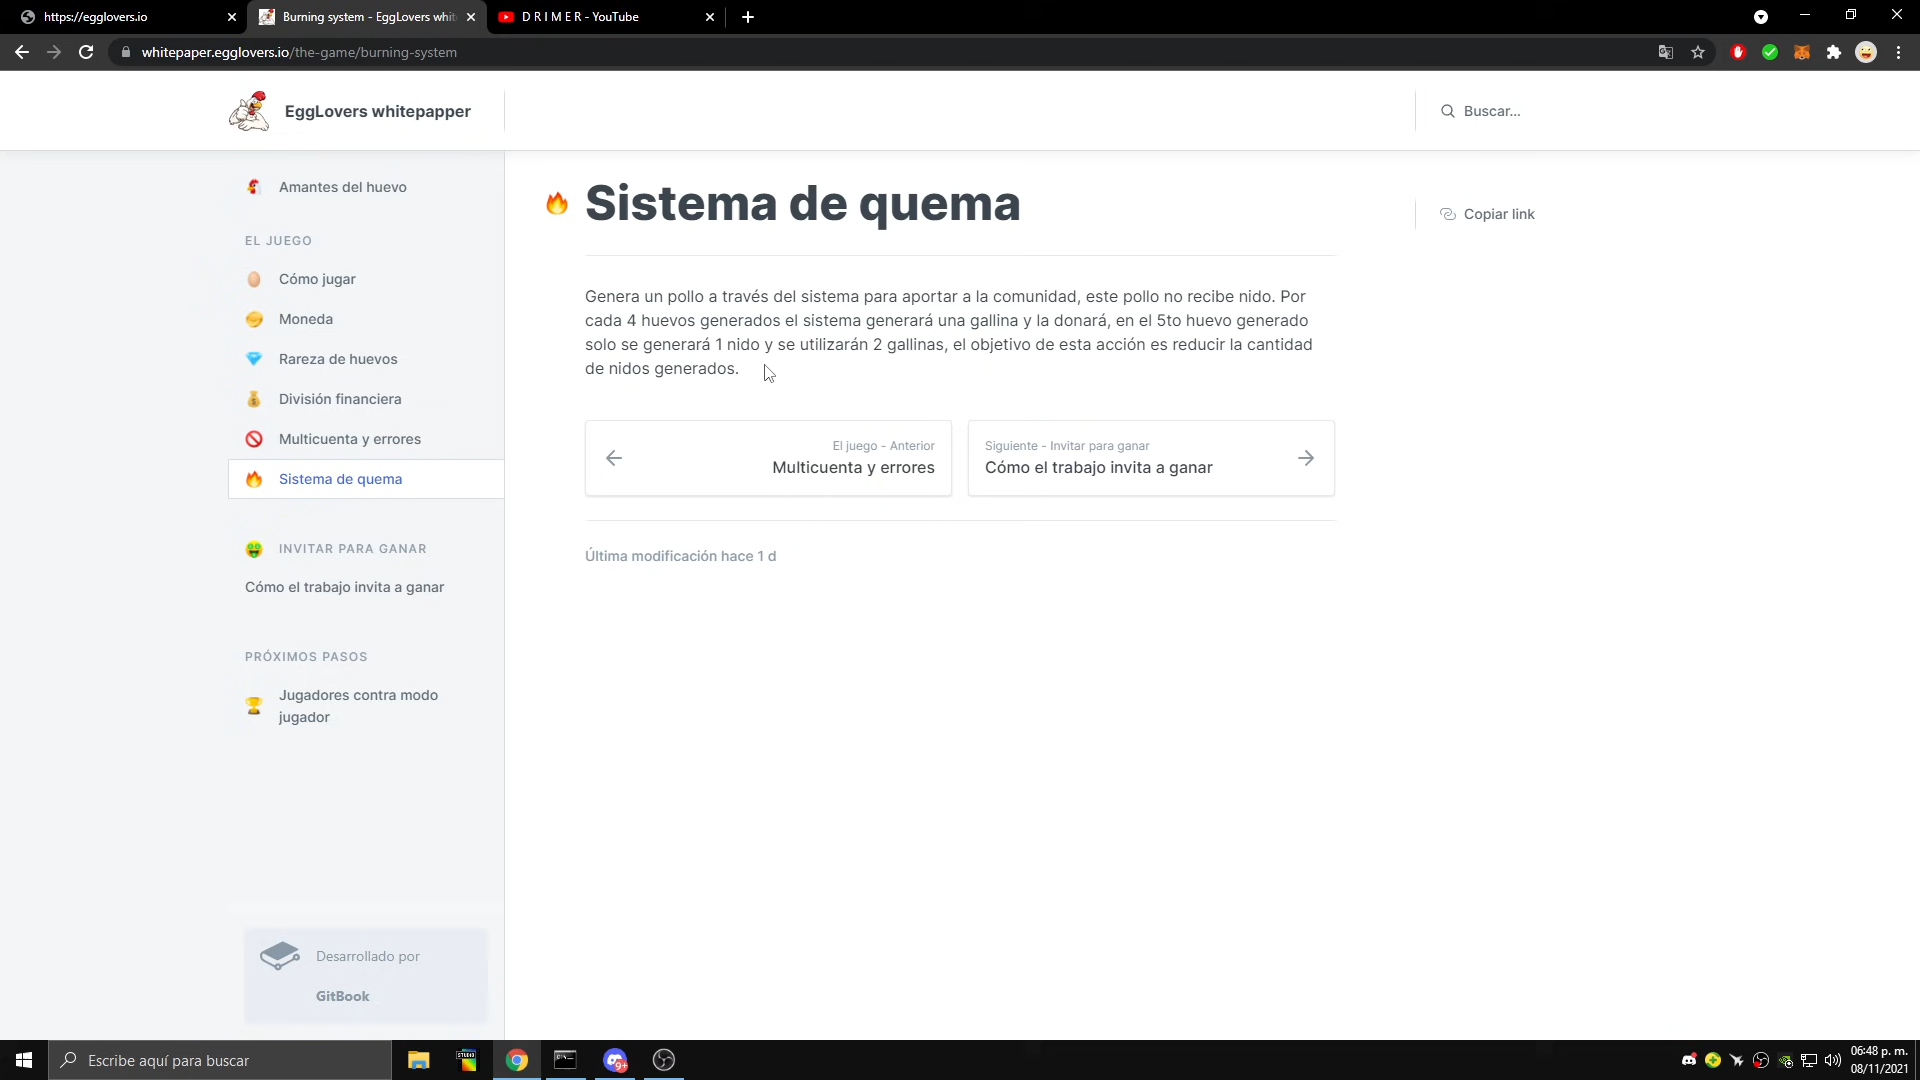 https://egglovers.io
Burning system - EggLovers whit
D R I M E R - YouTube
whitepaper.egglovers.io/the-game/burning-system
EggLovers whitepapper
Buscar...
Amantes del huevo
EL JUEGO
Cómo jugar
Moneda
Rareza de huevos
División financiera
Multicuenta y errores
Sistema de quema
INVITAR PARA GANAR
Cómo el trabajo invita a ganar
PRÓXIMOS PASOS
Jugadores contra modo
jugador
Desarrollado por
GitBook
Sistema de quema
Copiar link
Genera un pollo a través del sistema para aportar a la comunidad, este pollo no recibe nido. Por
cada 4 huevos generados el sistema generará una gallina y la donará, en el 5to huevo generado
solo se generará 1 nido y se utilizarán 2 gallinas, el objetivo de esta acción es reducir la cantidad
de nidos generados.
El juego - Anterior
Multicuenta y errores
Siguiente - Invitar para ganar
Cómo el trabajo invita a ganar
Última modificación hace 1 d
Escribe aquí para buscar
STUDIO
9+
06:48 p. m.
08/11/2021